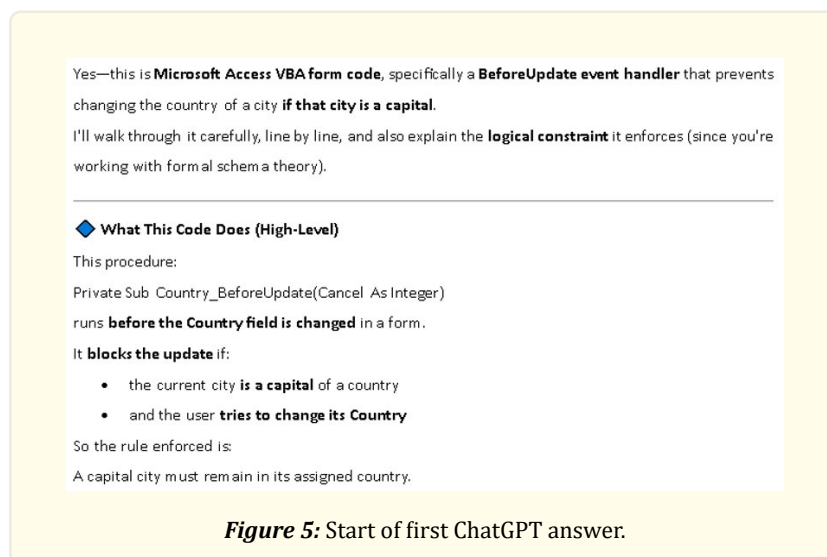 Yes—this is Microsoft Access VBA form code, specifically a BeforeUpdate event handler that prevents
changing the country of a city if that city is a capital.
I'll walk through it carefully, line by line, and also explain the logical constraint it enforces (since you're
working with formal schema theory).
What This Code Does (High-Level)
This procedure:
Private Sub Country_BeforeUpdate(Cancel As Integer)
runs before the Country field is changed in a form.
It blocks the update if:
• the current city is a capital of a country
• and the user tries to change its Country
So the rule enforced is:
A capital city must remain in its assigned country.
Figure 5: Start of first ChatGPT answer.